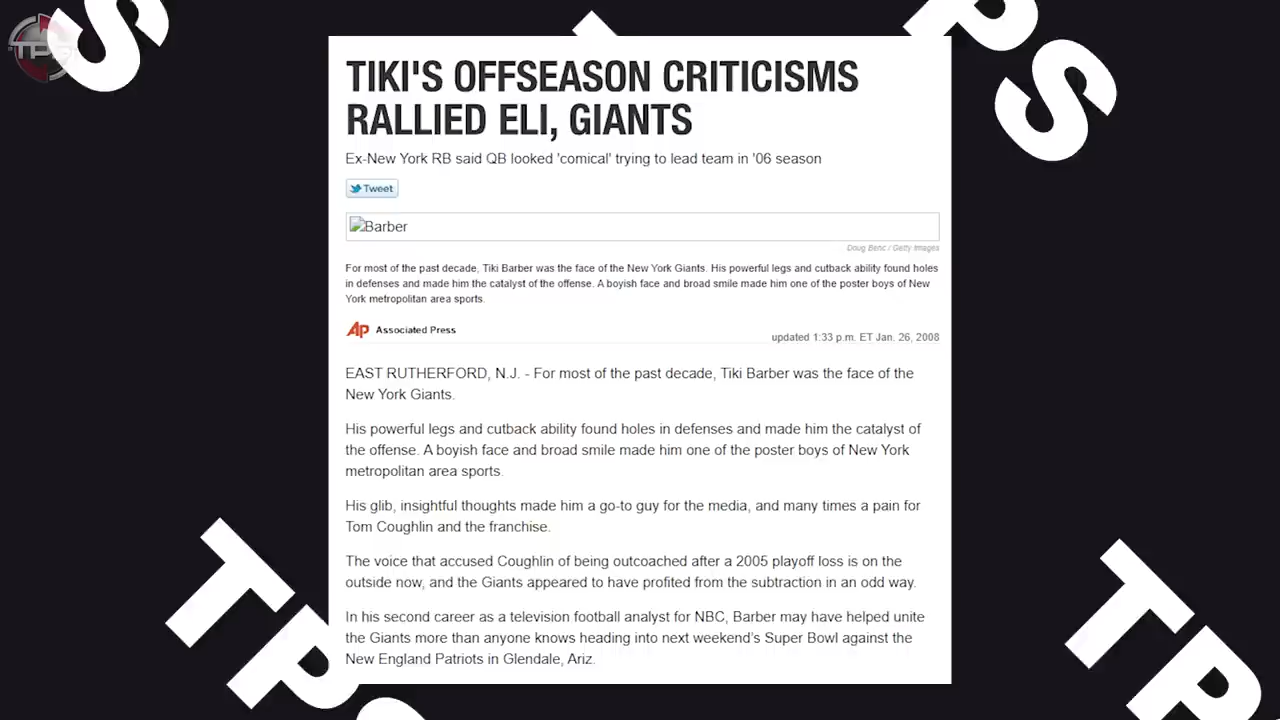 TPS
S
PS
TIKI'S OFFSEASON CRITICISMS
RALLIED ELI, GIANTS
Ex-New York RB said QB looked 'comical' trying to lead team in '06 season
Tweet
Barber
Doug Benc / Getty Images
For most of the past decade, Tiki Barber was the face of the New York Giants. His powerful legs and cutback ability found holes
in defenses and made him the catalyst of the offense. A boyish face and broad smile made him one of the poster boys of New
York metropolitan area sports.
AP Associated Press
updated 1:33 p.m. ET Jan. 26, 2008
EAST RUTHERFORD, N.J. - For most of the past decade, Tiki Barber was the face of the
New York Giants.
His powerful legs and cutback ability found holes in defenses and made him the catalyst of
the offense. A boyish face and broad smile made him one of the poster boys of New York
metropolitan area sports.
His glib, insightful thoughts made him a go-to guy for the media, and many times a pain for
Tom Coughlin and the franchise.
The voice that accused Coughlin of being outcoached after a 2005 playoff loss is on the
outside now, and the Giants appeared to have profited from the subtraction in an odd way.
In his second career as a television football analyst for NBC, Barber may have helped unite
the Giants more than anyone knows heading into next weekend's Super Bowl against the
New England Patriots in Glendale, Ariz.
TPS
TP